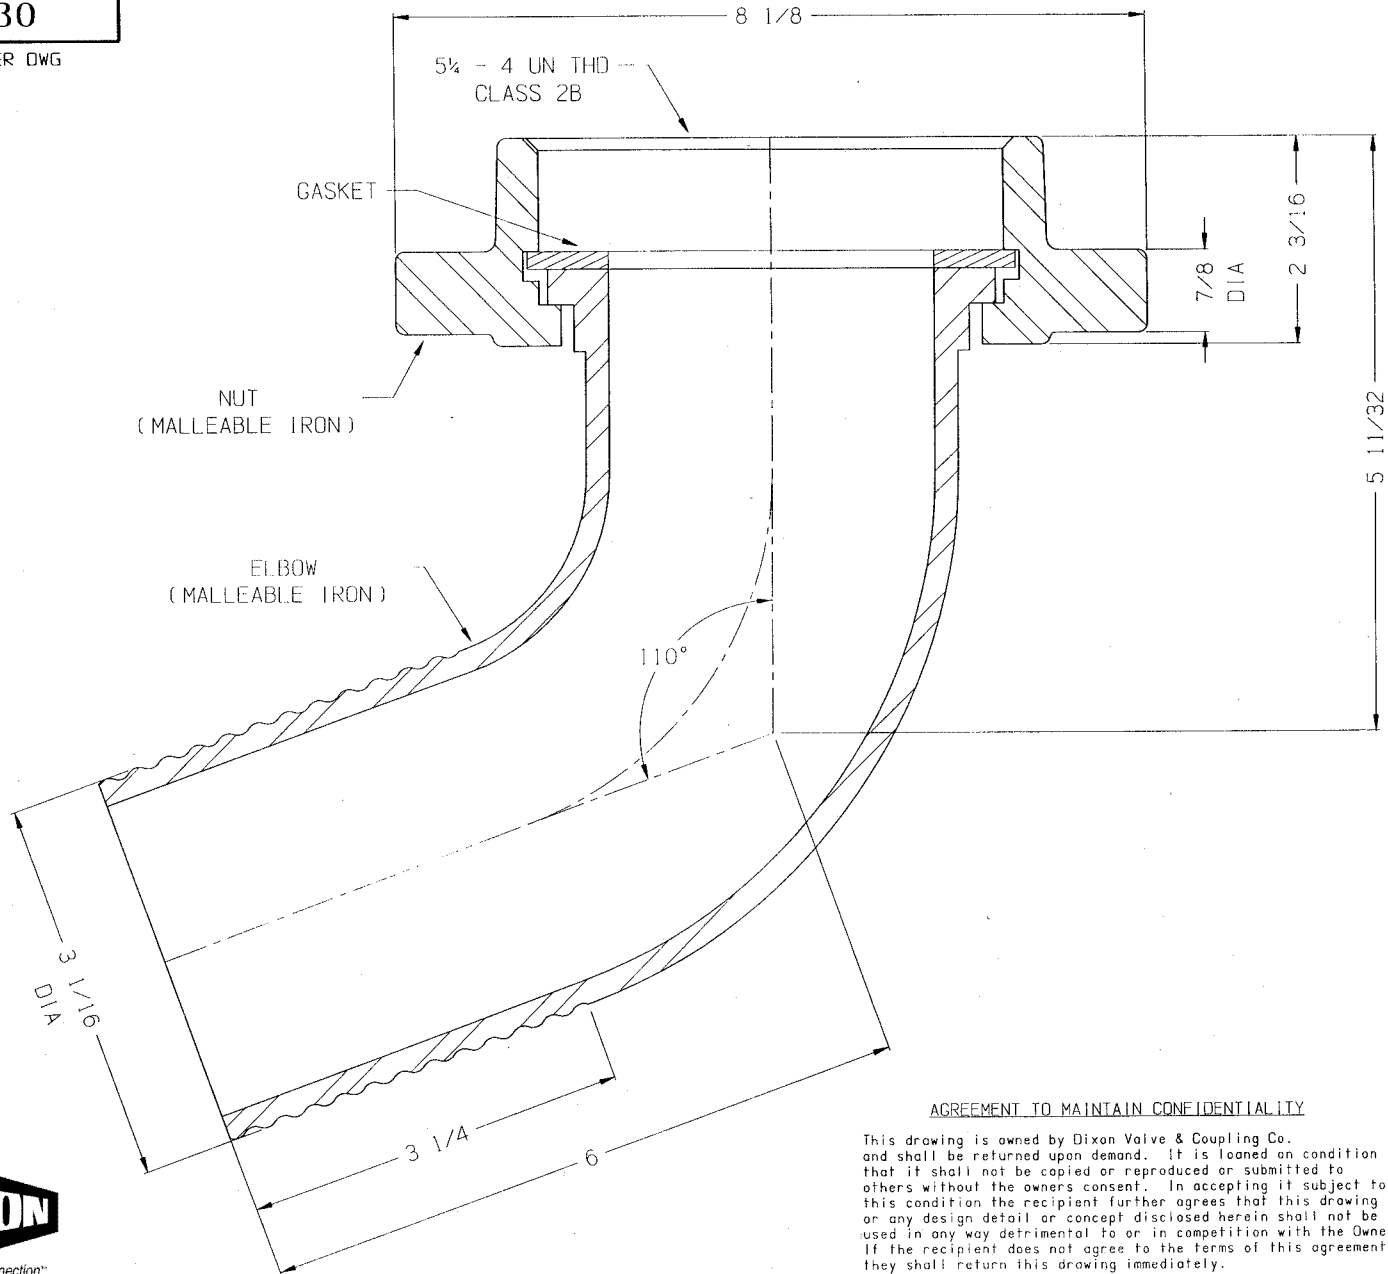 30
ER DWG
8 1/8
5¼ - 4 UN THD
CLASS 2B
GASKET
2 3/16
7/8
DIA
5 11/32
NUT
(MALLEABLE IRON)
ELBOW
(MALLEABLE IRON)
110°
3 1/16
DIA
3 1/4
6
AGREEMENT TO MAINTAIN CONFIDENTIALITY
This drawing is owned by Dixon Valve & Coupling Co.
and shall be returned upon demand. It is loaned on condition
that it shall not be copied or reproduced or submitted to
others without the owners consent. In accepting it subject to
this condition the recipient further agrees that this drawing
or any design detail or concept disclosed herein shall not be
used in any way detrimental to or in competition with the Owne
If the recipient does not agree to the terms of this agreement
they shall return this drawing immediately.
ON
nection™